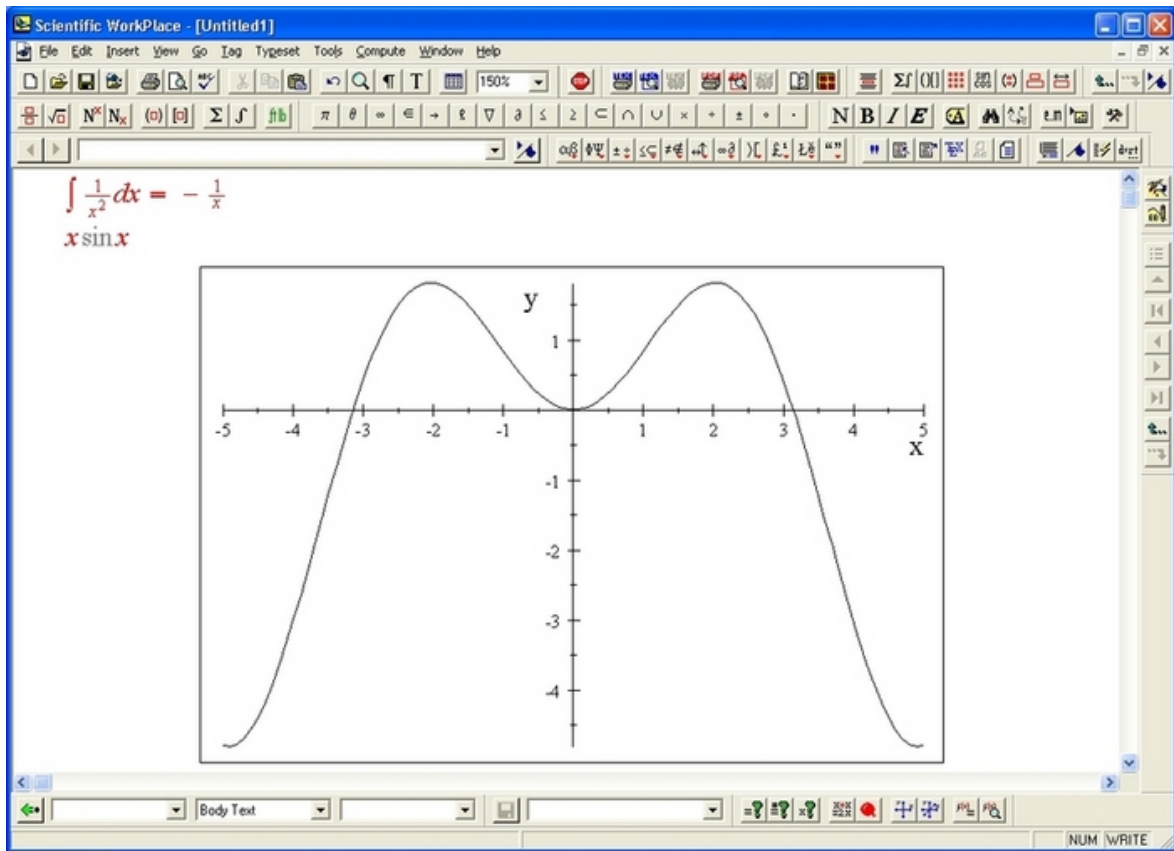 Scientific WorkPlace - [Untitled1]
File Edit Insert View Go Tag Typeset Tools Compute Window Help
150%
N B I E
∫ 1/x² dx = − 1/x
x sin x
y
1
-5 -4 -3 -2 -1 1 2 3 4 5
x
-1
-2
-3
-4
Body Text
NUM WRITE